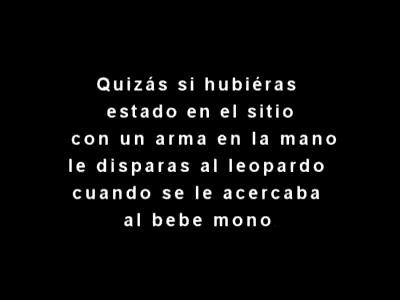 Quizás si hubiéras
estado en el sitio
con un arma en la mano
le disparas al leopardo
cuando se le acercaba
al bebe mono